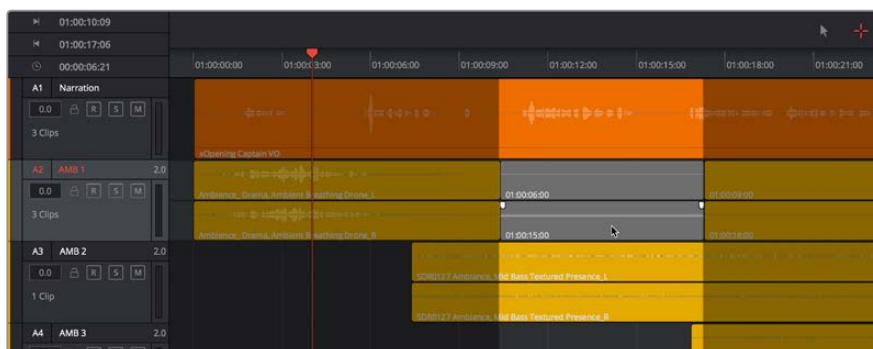 01:00:10:09
01:00:17:06
00:00:06:21
01:00:00:00 01:00:03:00 01:00:06:00 01:00:09:00 01:00:12:00 01:00:15:00 01:00:18:00 01:00:21:00
A1 Narration
0.0 R S M
3 Clips
xOpening Captain VO
A2 AMB 1 2.0
0.0 R S M
3 Clips
Ambience_ Drama, Ambient Breathing Drone_L
01:00:06:00
01:00:09:00
Ambience_ Drama, Ambient Breathing Drone_R
01:00:15:00
01:00:18:00
A3 AMB 2 2.0
0.0 R S M
1 Clip
SDR0127 Ambiance, Mid Bass Textured Presence_L
SDR0127 Ambiance, Mid Bass Textured Presence_R
A4 AMB 3 2.0